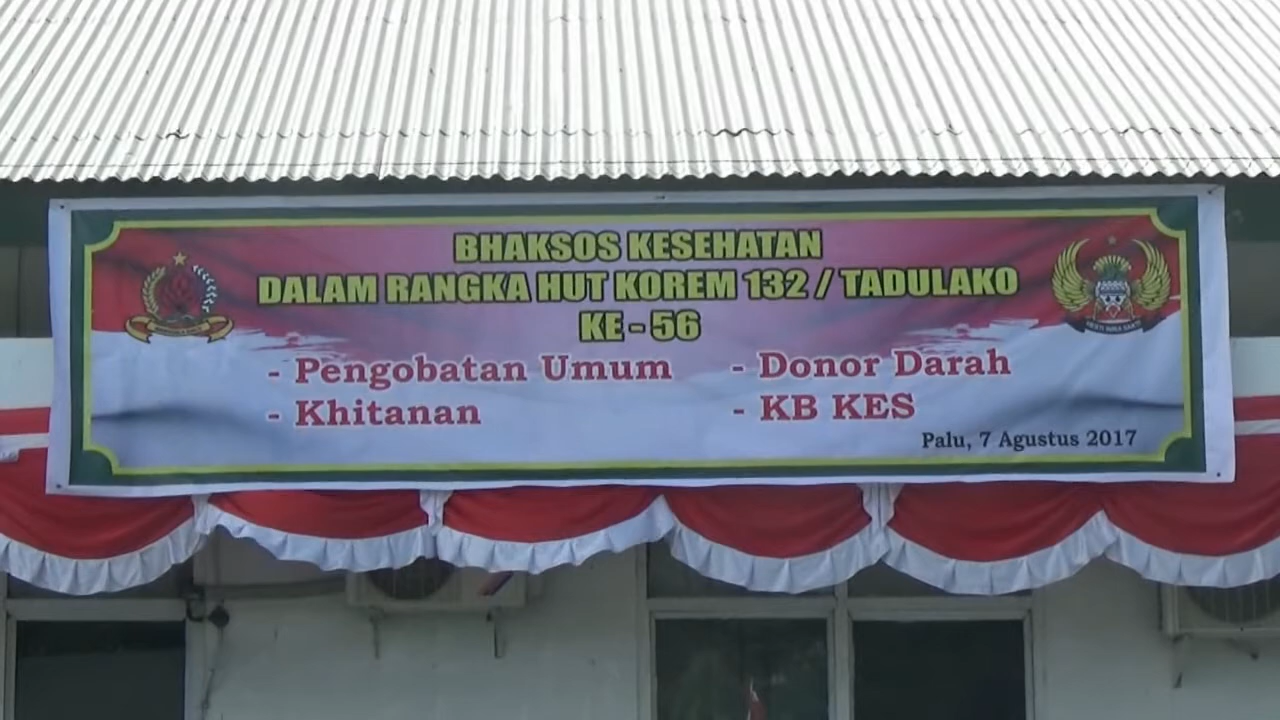 BHAKSOS KESEHATAN
DALAM RANGKA HUT KOREM 132 / TADULAKO
KE - 56
- Pengobatan Umum - Donor Darah
- Khitanan - KB KES
Palu, 7 Agustus 2017